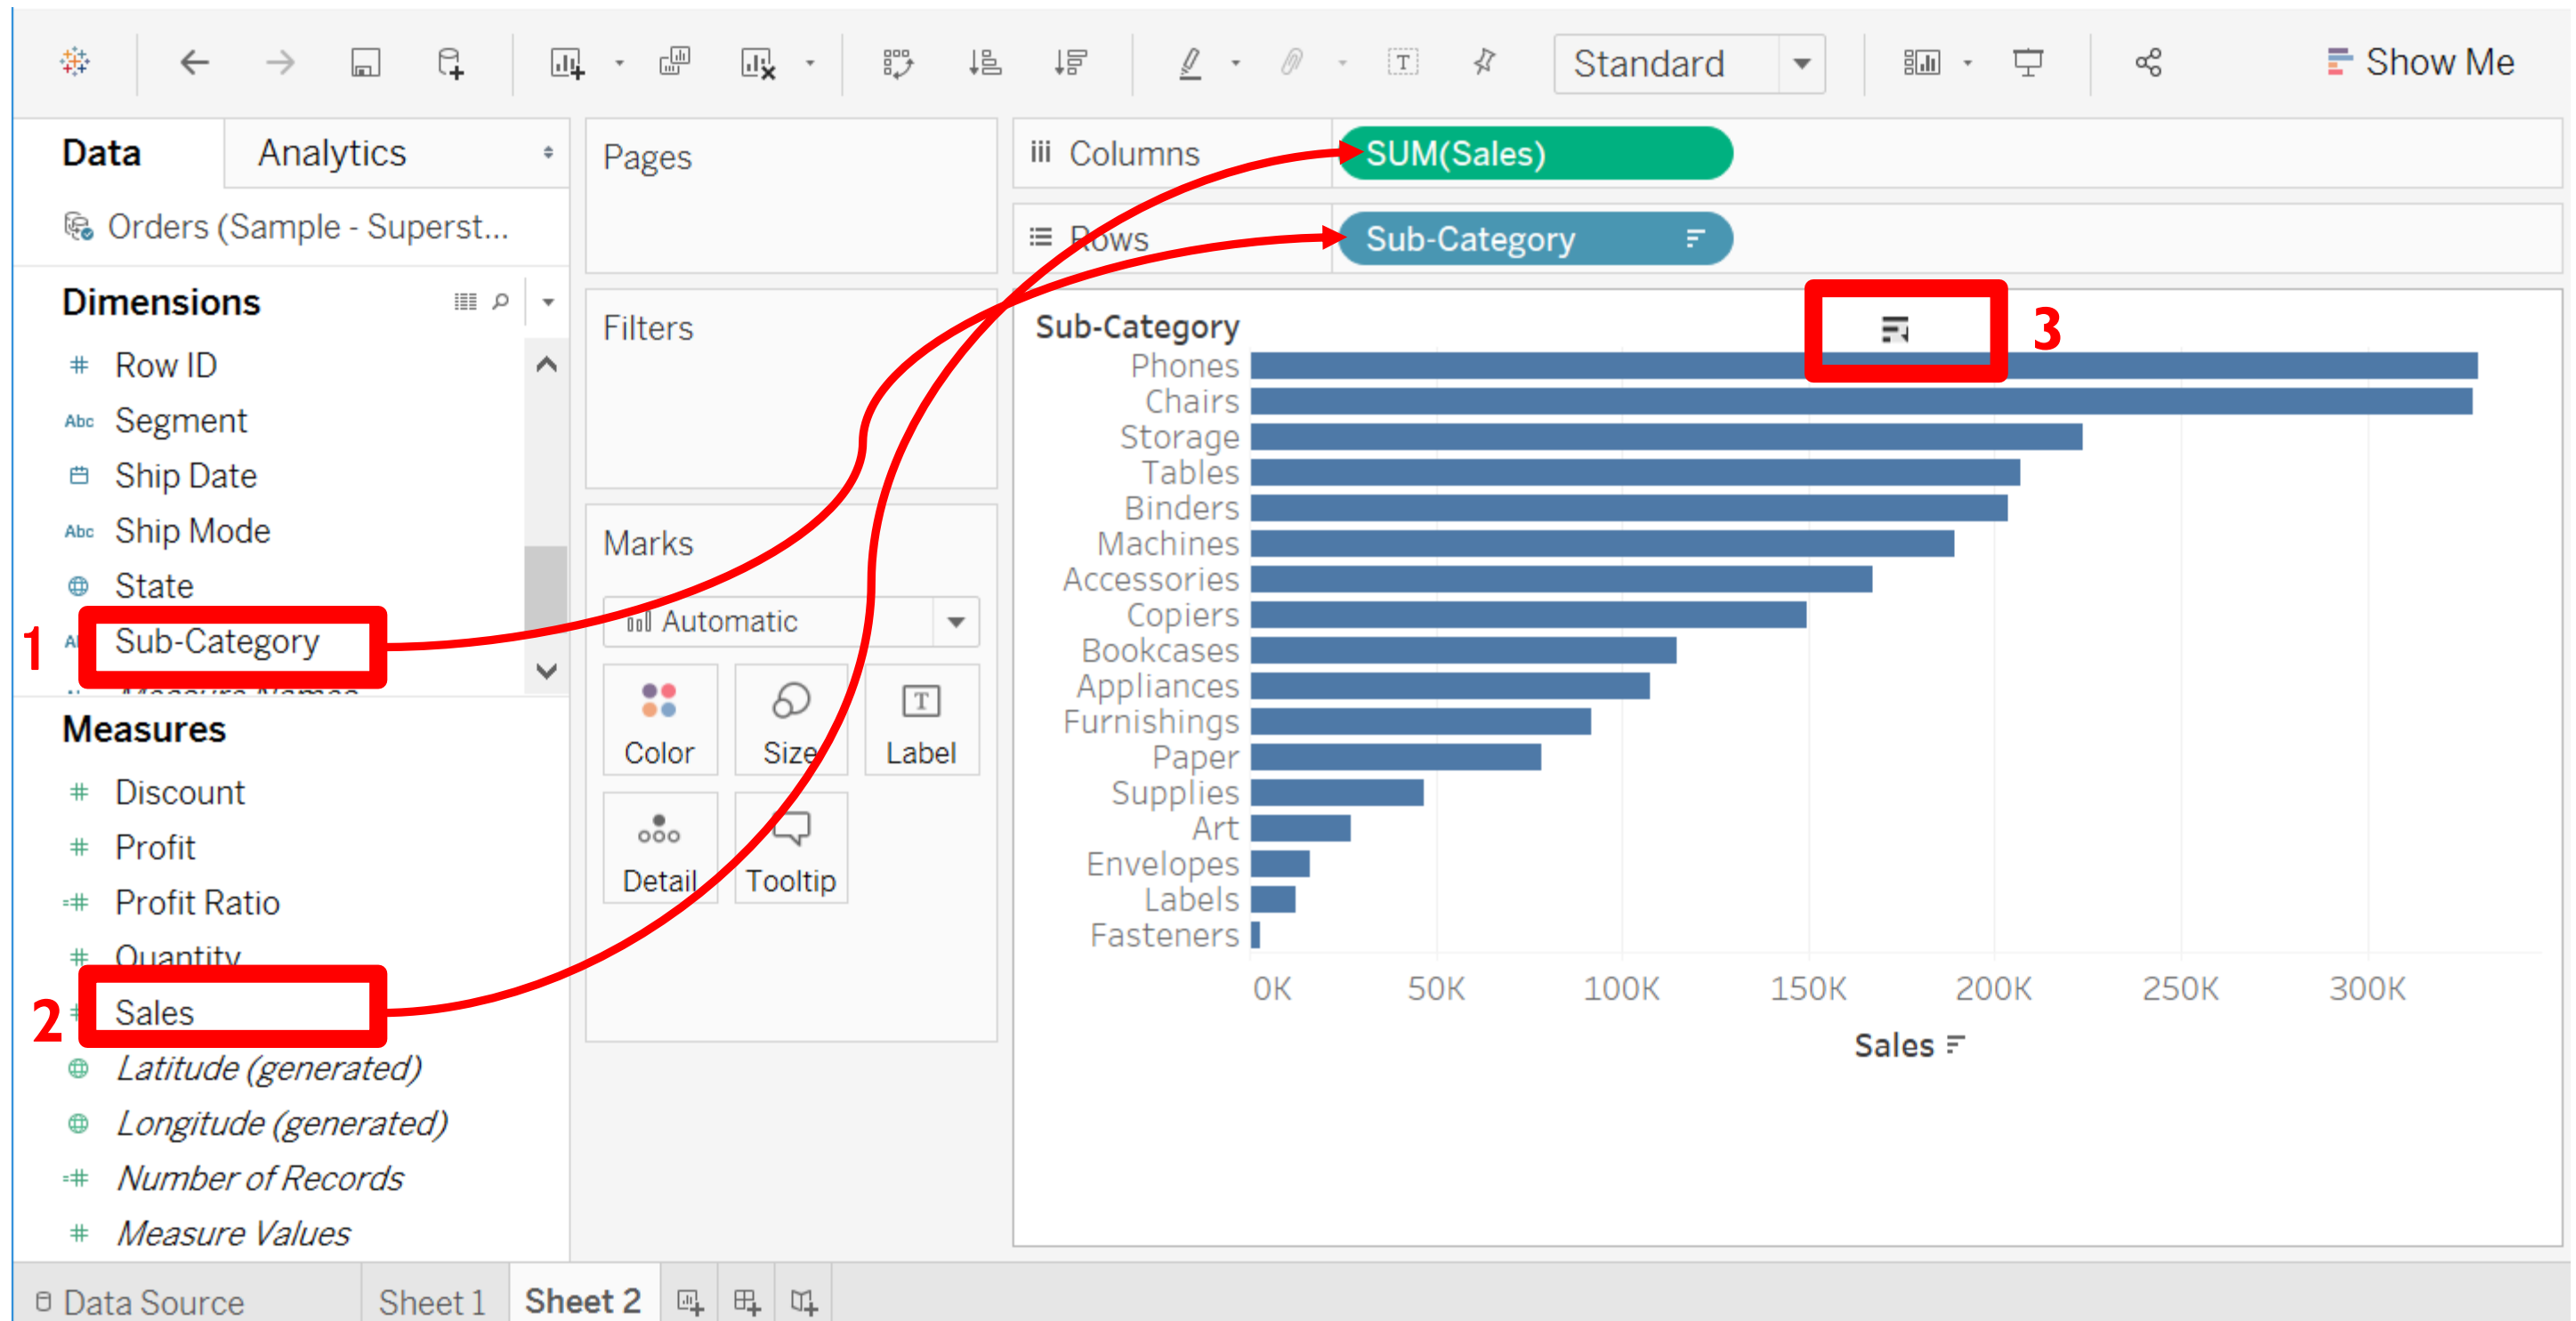 Standard
Show Me
Data
Analytics
Orders (Sample - Superst...
Dimensions
# Row ID
Abc Segment
Ship Date
Abc Ship Mode
State
1
Sub-Category
Measure Names
Measures
# Discount
# Profit
=# Profit Ratio
# Quantity
2
Sales
Latitude (generated)
Longitude (generated)
=# Number of Records
# Measure Values
Pages
Filters
Marks
Automatic
Color
Size
T
Label
Detail
Tooltip
Columns
SUM(Sales)
Rows
Sub-Category
3
Sub-Category
Phones
Chairs
Storage
Tables
Binders
Machines
Accessories
Copiers
Bookcases
Appliances
Furnishings
Paper
Supplies
Art
Envelopes
Labels
Fasteners
0K 50K 100K 150K 200K 250K 300K
Sales
Data Source
Sheet 1
Sheet 2